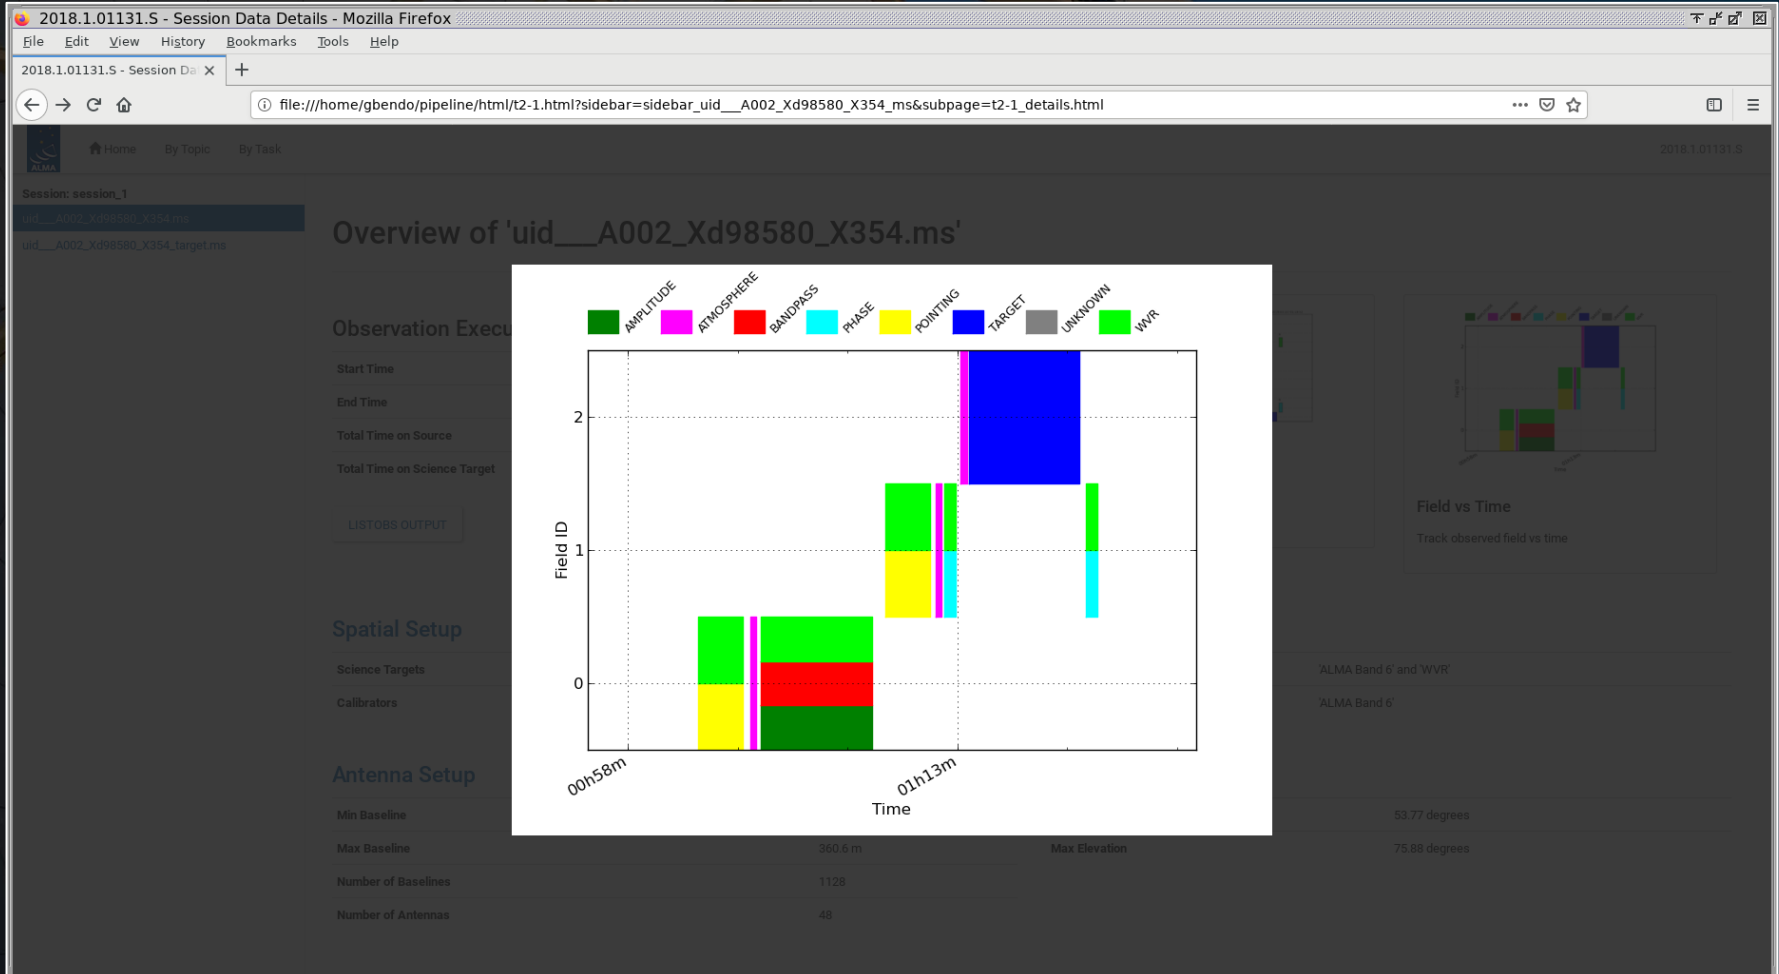 2018.1.01131.S - Session Data Details - Mozilla Firefox
File Edit View History Bookmarks Tools Help
2018.1.01131.S - Session Da
file:///home/gbendo/pipeline/html/t2-1.html?sidebar=sidebar_uid___A002_Xd98580_X354_ms&subpage=t2-1_details.html
ALMA
Home By Topic By Task 2018.1.01131.S
Session: session_1
uid___A002_Xd98580_X354.ms
uid___A002_Xd98580_X354_target.ms
Overview of 'uid___A002_Xd98580_X354.ms'
Observation Execu
Start Time
End Time
Total Time on Source
Total Time on Science Target
LISTOBS OUTPUT
AMPLITUDE ATMOSPHERE BANDPASS PHASE POINTING TARGET UNKNOWN WVR
2
1
0
Field ID
00h58m 01h13m
Time
Field vs Time
Track observed field vs time
Spatial Setup
Science Targets 'ALMA Band 6' and 'WVR'
Calibrators 'ALMA Band 6'
Antenna Setup
Min Baseline 53.77 degrees
Max Baseline 360.6 m Max Elevation 75.88 degrees
Number of Baselines 1128
Number of Antennas 48